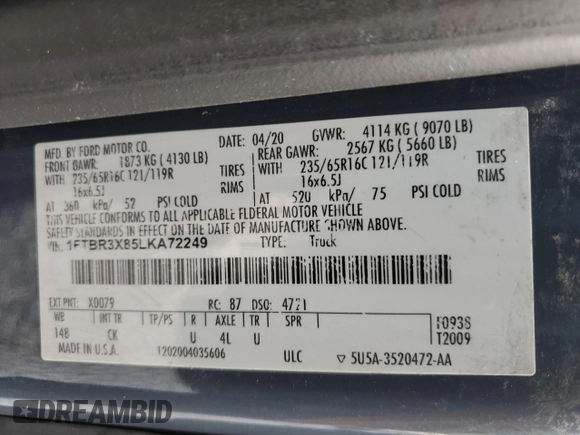 MFD. BY FORD MOTOR CO.
DATE: 04/20 GVWR: 4114 KG ( 9070 LB)
FRONT GAWR: 1873 KG ( 4130 LB)
REAR GAWR: 2567 KG ( 5660 LB)
WITH 235/65R16C 121/119R TIRES
WITH 235/65R16C 121/119R TIRES
16x6.5J RIMS
16x6.5J RIMS
AT 360 kPa/ 52 PSI COLD
AT 520 kPa/ 75 PSI COLD
THIS VEHICLE CONFORMS TO ALL APPLICABLE FEDERAL MOTOR VEHICLE
SAFETY STANDARDS IN EFFECT ON THE DATE OF MANUFACTURE SHOWN ABOVE.
VIN: 1FTBR3X85LKA72249 TYPE: Truck
EXT PNT: X0079 RC: 87 DSO: 4721
WB INT TR TP/PS R AXLE TR SPR
148 CK U 4L U
10938
T2009
MADE IN U.S.A. 1202004035606 ULC ▽ 5U5A-3520472-AA
DREAMBID